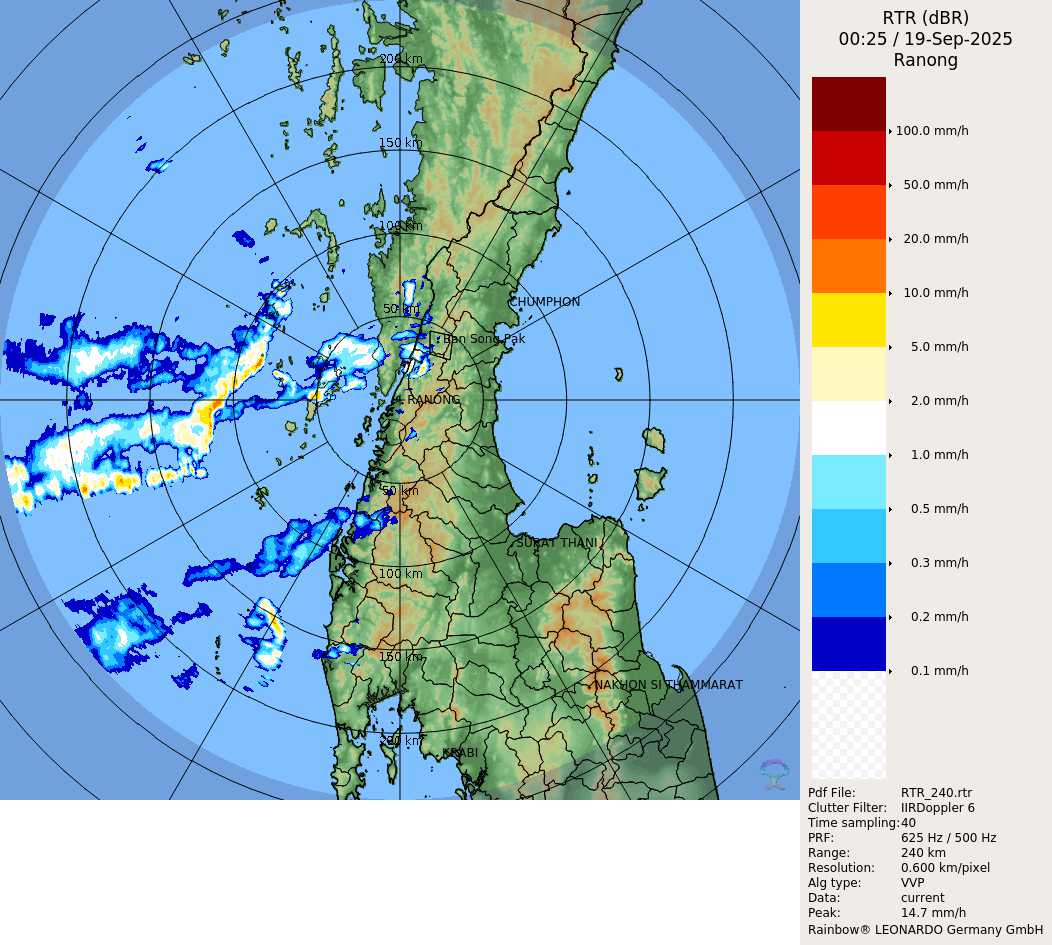 RTR (dBR)
00:25 / 19-Sep-2025
Ranong
200 km
150 km
100 km
50 km
CHUMPHON
Ban Song Pak
RANONG
50 km
SURAT THANI
100 km
150 km
NAKHON SI THAMMARAT
200 km
KRABI
100.0 mm/h
50.0 mm/h
20.0 mm/h
10.0 mm/h
5.0 mm/h
2.0 mm/h
1.0 mm/h
0.5 mm/h
0.3 mm/h
0.2 mm/h
0.1 mm/h
Pdf File: RTR_240.rtr
Clutter Filter: IIRDoppler 6
Time sampling:40
PRF: 625 Hz / 500 Hz
Range: 240 km
Resolution: 0.600 km/pixel
Alg type: VVP
Data: current
Peak: 14.7 mm/h
Rainbow® LEONARDO Germany GmbH